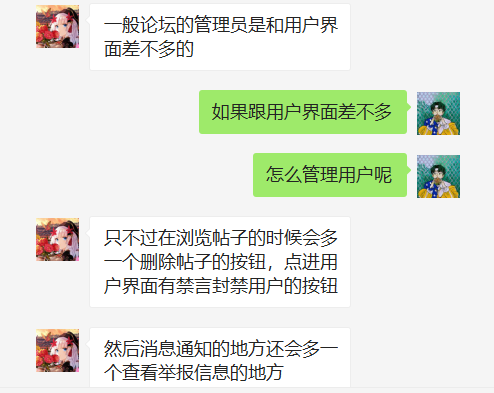 一般论坛的管理员是和用户界
面差不多的
如果跟用户界面差不多
怎么管理用户呢
只不过在浏览帖子的时候会多
一个删除帖子的按钮，点进用
户界面有禁言封禁用户的按钮
然后消息通知的地方还会多一
个查看举报信息的地方